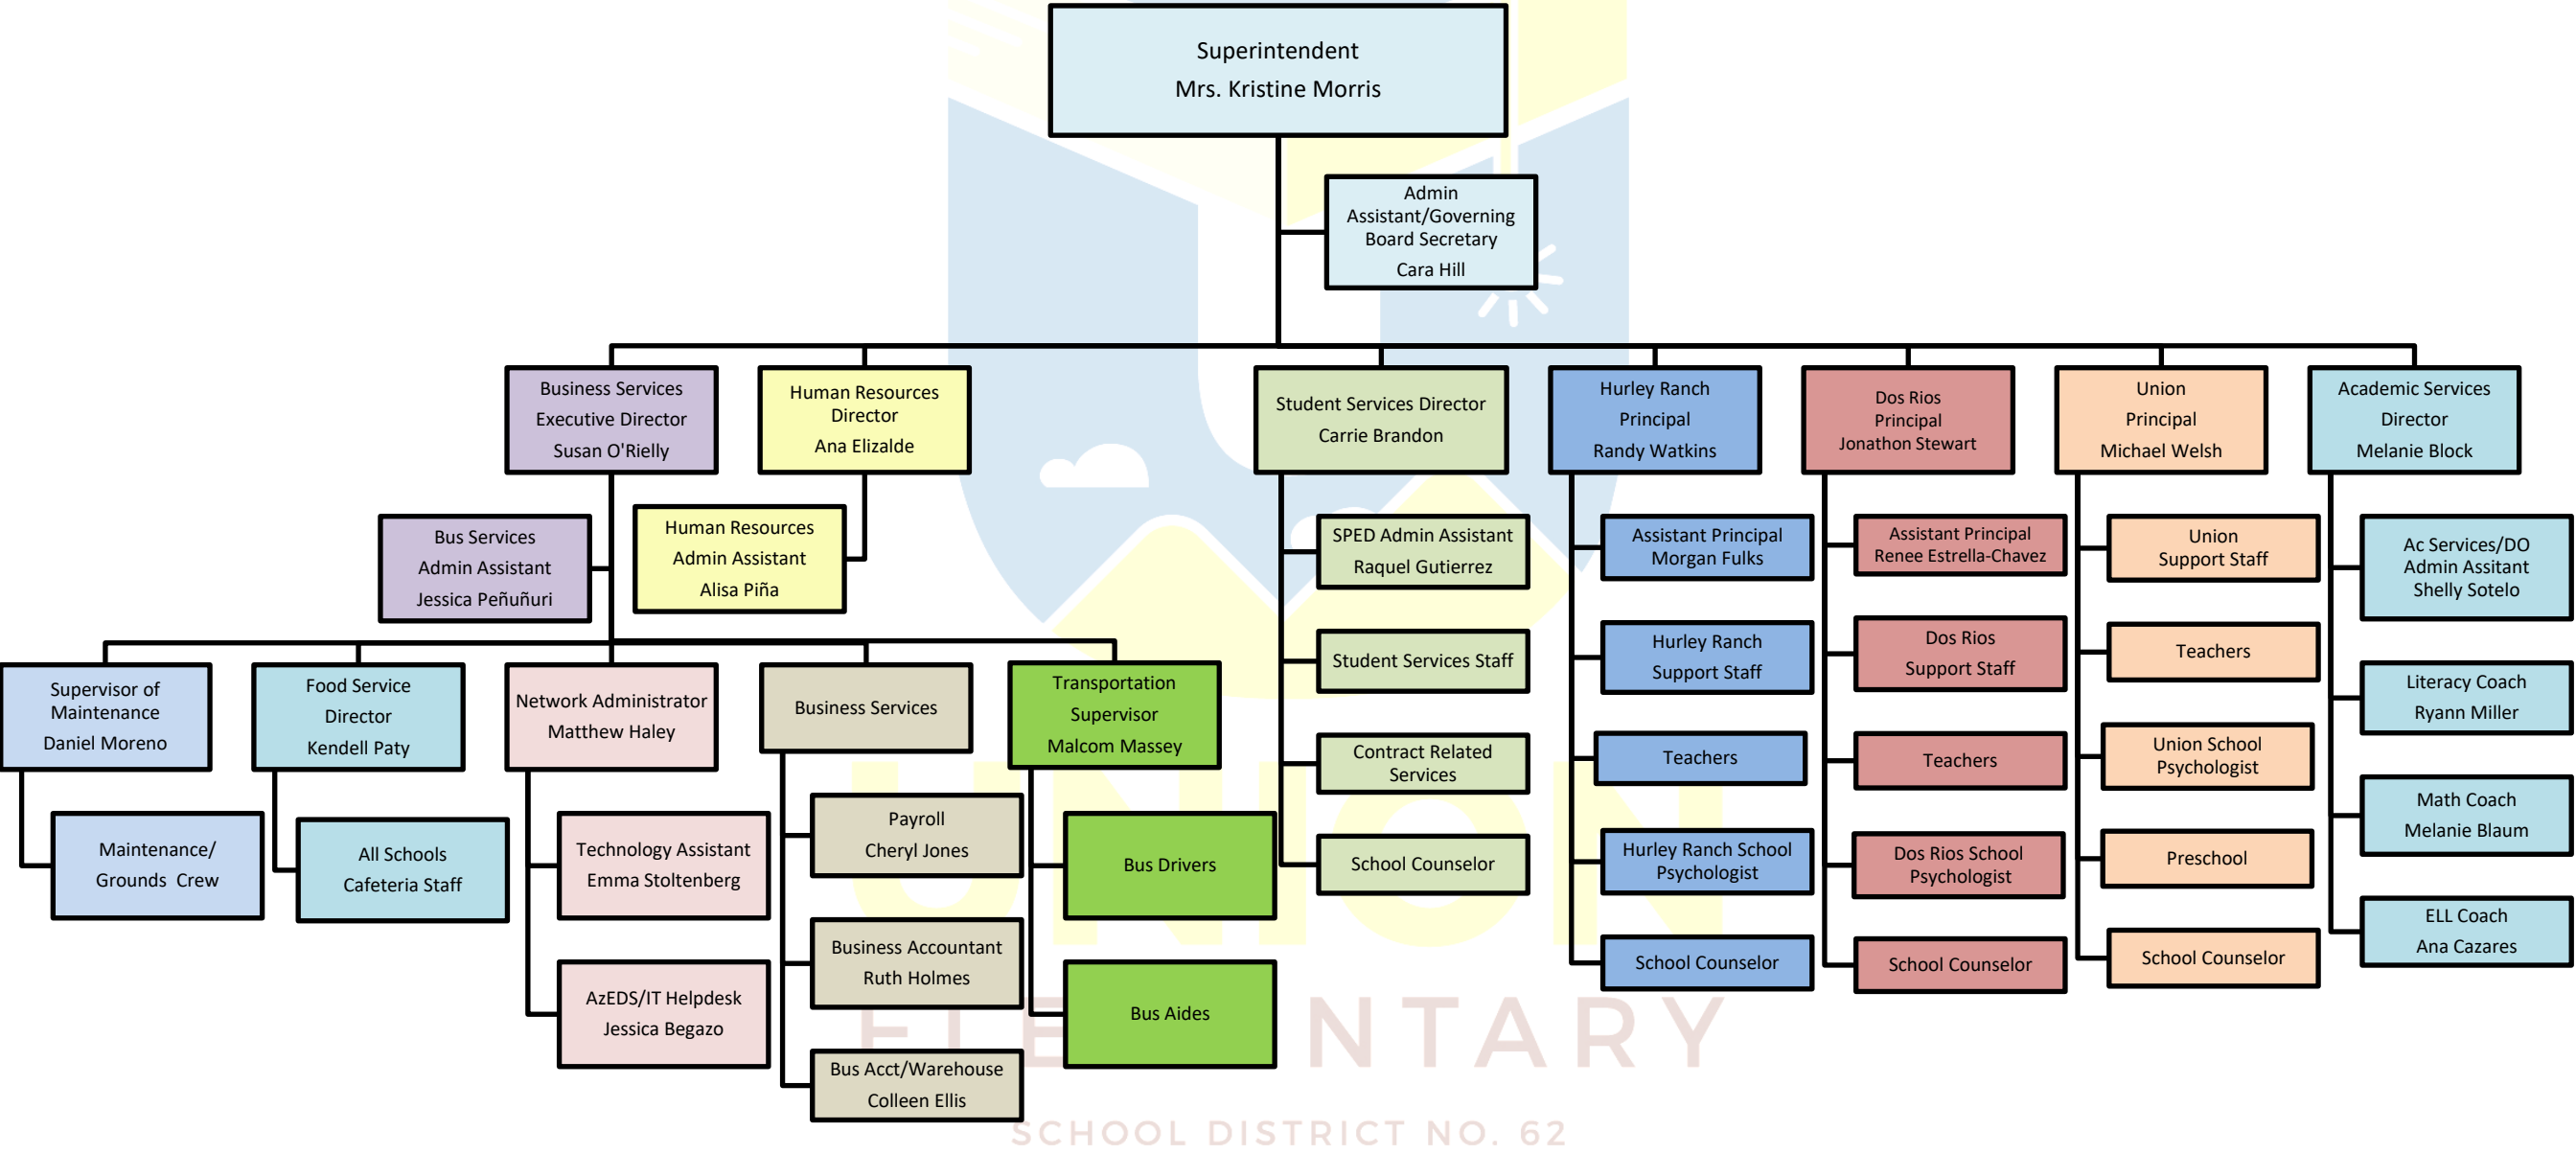 Superintendent
Mrs. Kristine Morris
Admin
Assistant/Governing
Board Secretary
Cara Hill
Business Services
Executive Director
Susan O'Rielly
Human Resources
Director
Ana Elizalde
Student Services Director
Carrie Brandon
Hurley Ranch
Principal
Randy Watkins
Dos Rios
Principal
Jonathon Stewart
Union
Principal
Michael Welsh
Academic Services
Director
Melanie Block
Bus Services
Admin Assistant
Jessica Peñuñuri
Human Resources
Admin Assistant
Alisa Piña
SPED Admin Assistant
Raquel Gutierrez
Student Services Staff
Contract Related
Services
School Counselor
Assistant Principal
Morgan Fulks
Hurley Ranch
Support Staff
Teachers
Hurley Ranch School
Psychologist
School Counselor
Assistant Principal
Renee Estrella-Chavez
Dos Rios
Support Staff
Teachers
Dos Rios School
Psychologist
School Counselor
Union
Support Staff
Teachers
Union School
Psychologist
Preschool
School Counselor
Ac Services/DO
Admin Assitant
Shelly Sotelo
Literacy Coach
Ryann Miller
Math Coach
Melanie Blaum
ELL Coach
Ana Cazares
Supervisor of
Maintenance
Daniel Moreno
Maintenance/
Grounds Crew
Food Service
Director
Kendell Paty
All Schools
Cafeteria Staff
Network Administrator
Matthew Haley
Technology Assistant
Emma Stoltenberg
AzEDS/IT Helpdesk
Jessica Begazo
Business Services
Payroll
Cheryl Jones
Business Accountant
Ruth Holmes
Bus Acct/Warehouse
Colleen Ellis
Transportation
Supervisor
Malcom Massey
Bus Drivers
Bus Aides
UNION
ELEMENTARY
SCHOOL DISTRICT NO. 62